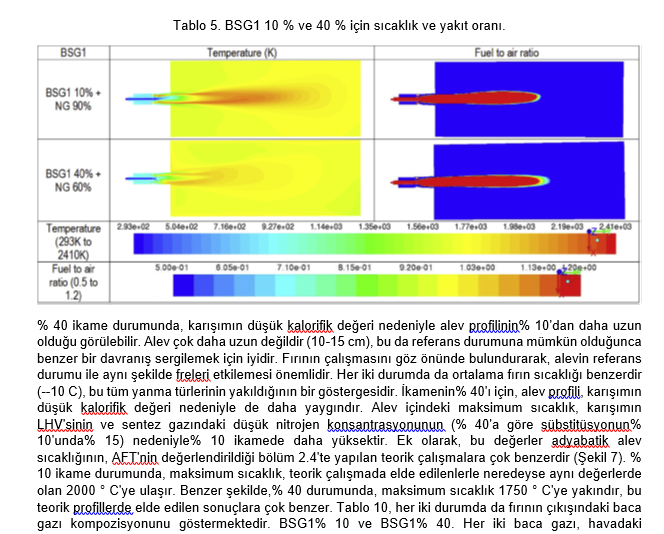 Tablo 5. BSG1 10 % ve 40 % için sıcaklık ve yakıt oranı.
BSG1 Temperature (K) Fuel to air ratio
BSG1 10% +
NG 90%
BSG1 40% +
NG 60%
Temperature
(293K to
2410K)
2.93e+02 5.04e+02 7.16e+02 9.27e+02 1.14e+03 1.35e+03 1.56e+03 1.77e+03 1.98e+03 2.19e+03 2.41e+03
Fuel to air
ratio (0.5 to
1.2)
5.00e-01 6.05e-01 7.10e-01 8.15e-01 9.20e-01 1.03e+00 1.13e+00 1.20e+00
% 40 ikame durumunda, karışımın düşük kalorifik değeri nedeniyle alev profilinin% 10'dan daha uzun
olduğu görülebilir. Alev çok daha uzun değildir (10-15 cm), bu da referans durumuna mümkün olduğunca
benzer bir davranış sergilemek için iyidir. Fırının çalışmasını göz önünde bulundurarak, alevin referans
durumu ile aynı şekilde freleri etkilemesi önemlidir. Her iki durumda da ortalama fırın sıcaklığı benzerdir
(--10 C), bu tüm yanma türlerinin yakıldığının bir göstergesidir. İkamenin% 40'ı için, alev profili, karışımın
düşük kalorifik değeri nedeniyle de daha yaygındır. Alev içindeki maksimum sıcaklık, karışımın
LHV'sinin ve sentez gazındaki düşük nitrojen konsantrasyonunun (% 40'a göre sübstitüsyonun%
10'unda% 15) nedeniyle% 10 ikamede daha yüksektir. Ek olarak, bu değerler adyabatik alev
sıcaklığının, AFT'nin değerlendirildiği bölüm 2.4'te yapılan teorik çalışmalara çok benzerdir (Şekil 7). %
10 ikame durumunda, maksimum sıcaklık, teorik çalışmada elde edilenlerle neredeyse aynı değerlerde
olan 2000 ° C'ye ulaşır. Benzer şekilde,% 40 durumunda, maksimum sıcaklık 1750 ° C'ye yakındır, bu
teorik profillerde elde edilen sonuçlara çok benzer. Tablo 10, her iki durumda da fırının çıkışındaki baca
gazı kompozisyonunu göstermektedir. BSG1% 10 ve BSG1% 40. Her iki baca gazı, havadaki